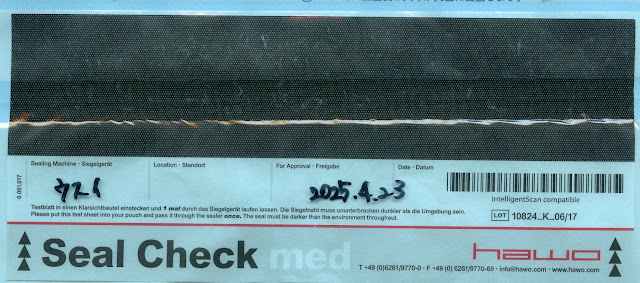 Sealing Machine · Siegelgerät
Location · Standort
For Approval · Freigabe
Date · Datum
2025.4.23
6.091.017
Testblatt in einen Klarsichtbeutel einstecken und 1 mal durch das Siegelgerät laufen lassen. Die Siegelnaht muss ununterbrochen dunkler als die Umgebung sein.
Please put this test sheet into your pouch and pass it through the sealer once. The seal must be darker than the environment throughout.
IntelligentScan compatible
LOT 10824_K_06/17
Seal Check med
hawo
T +49 (0)6261/9770-0 · F +49 (0) 6261/9770-69 · info@hawo.com · www.hawo.com